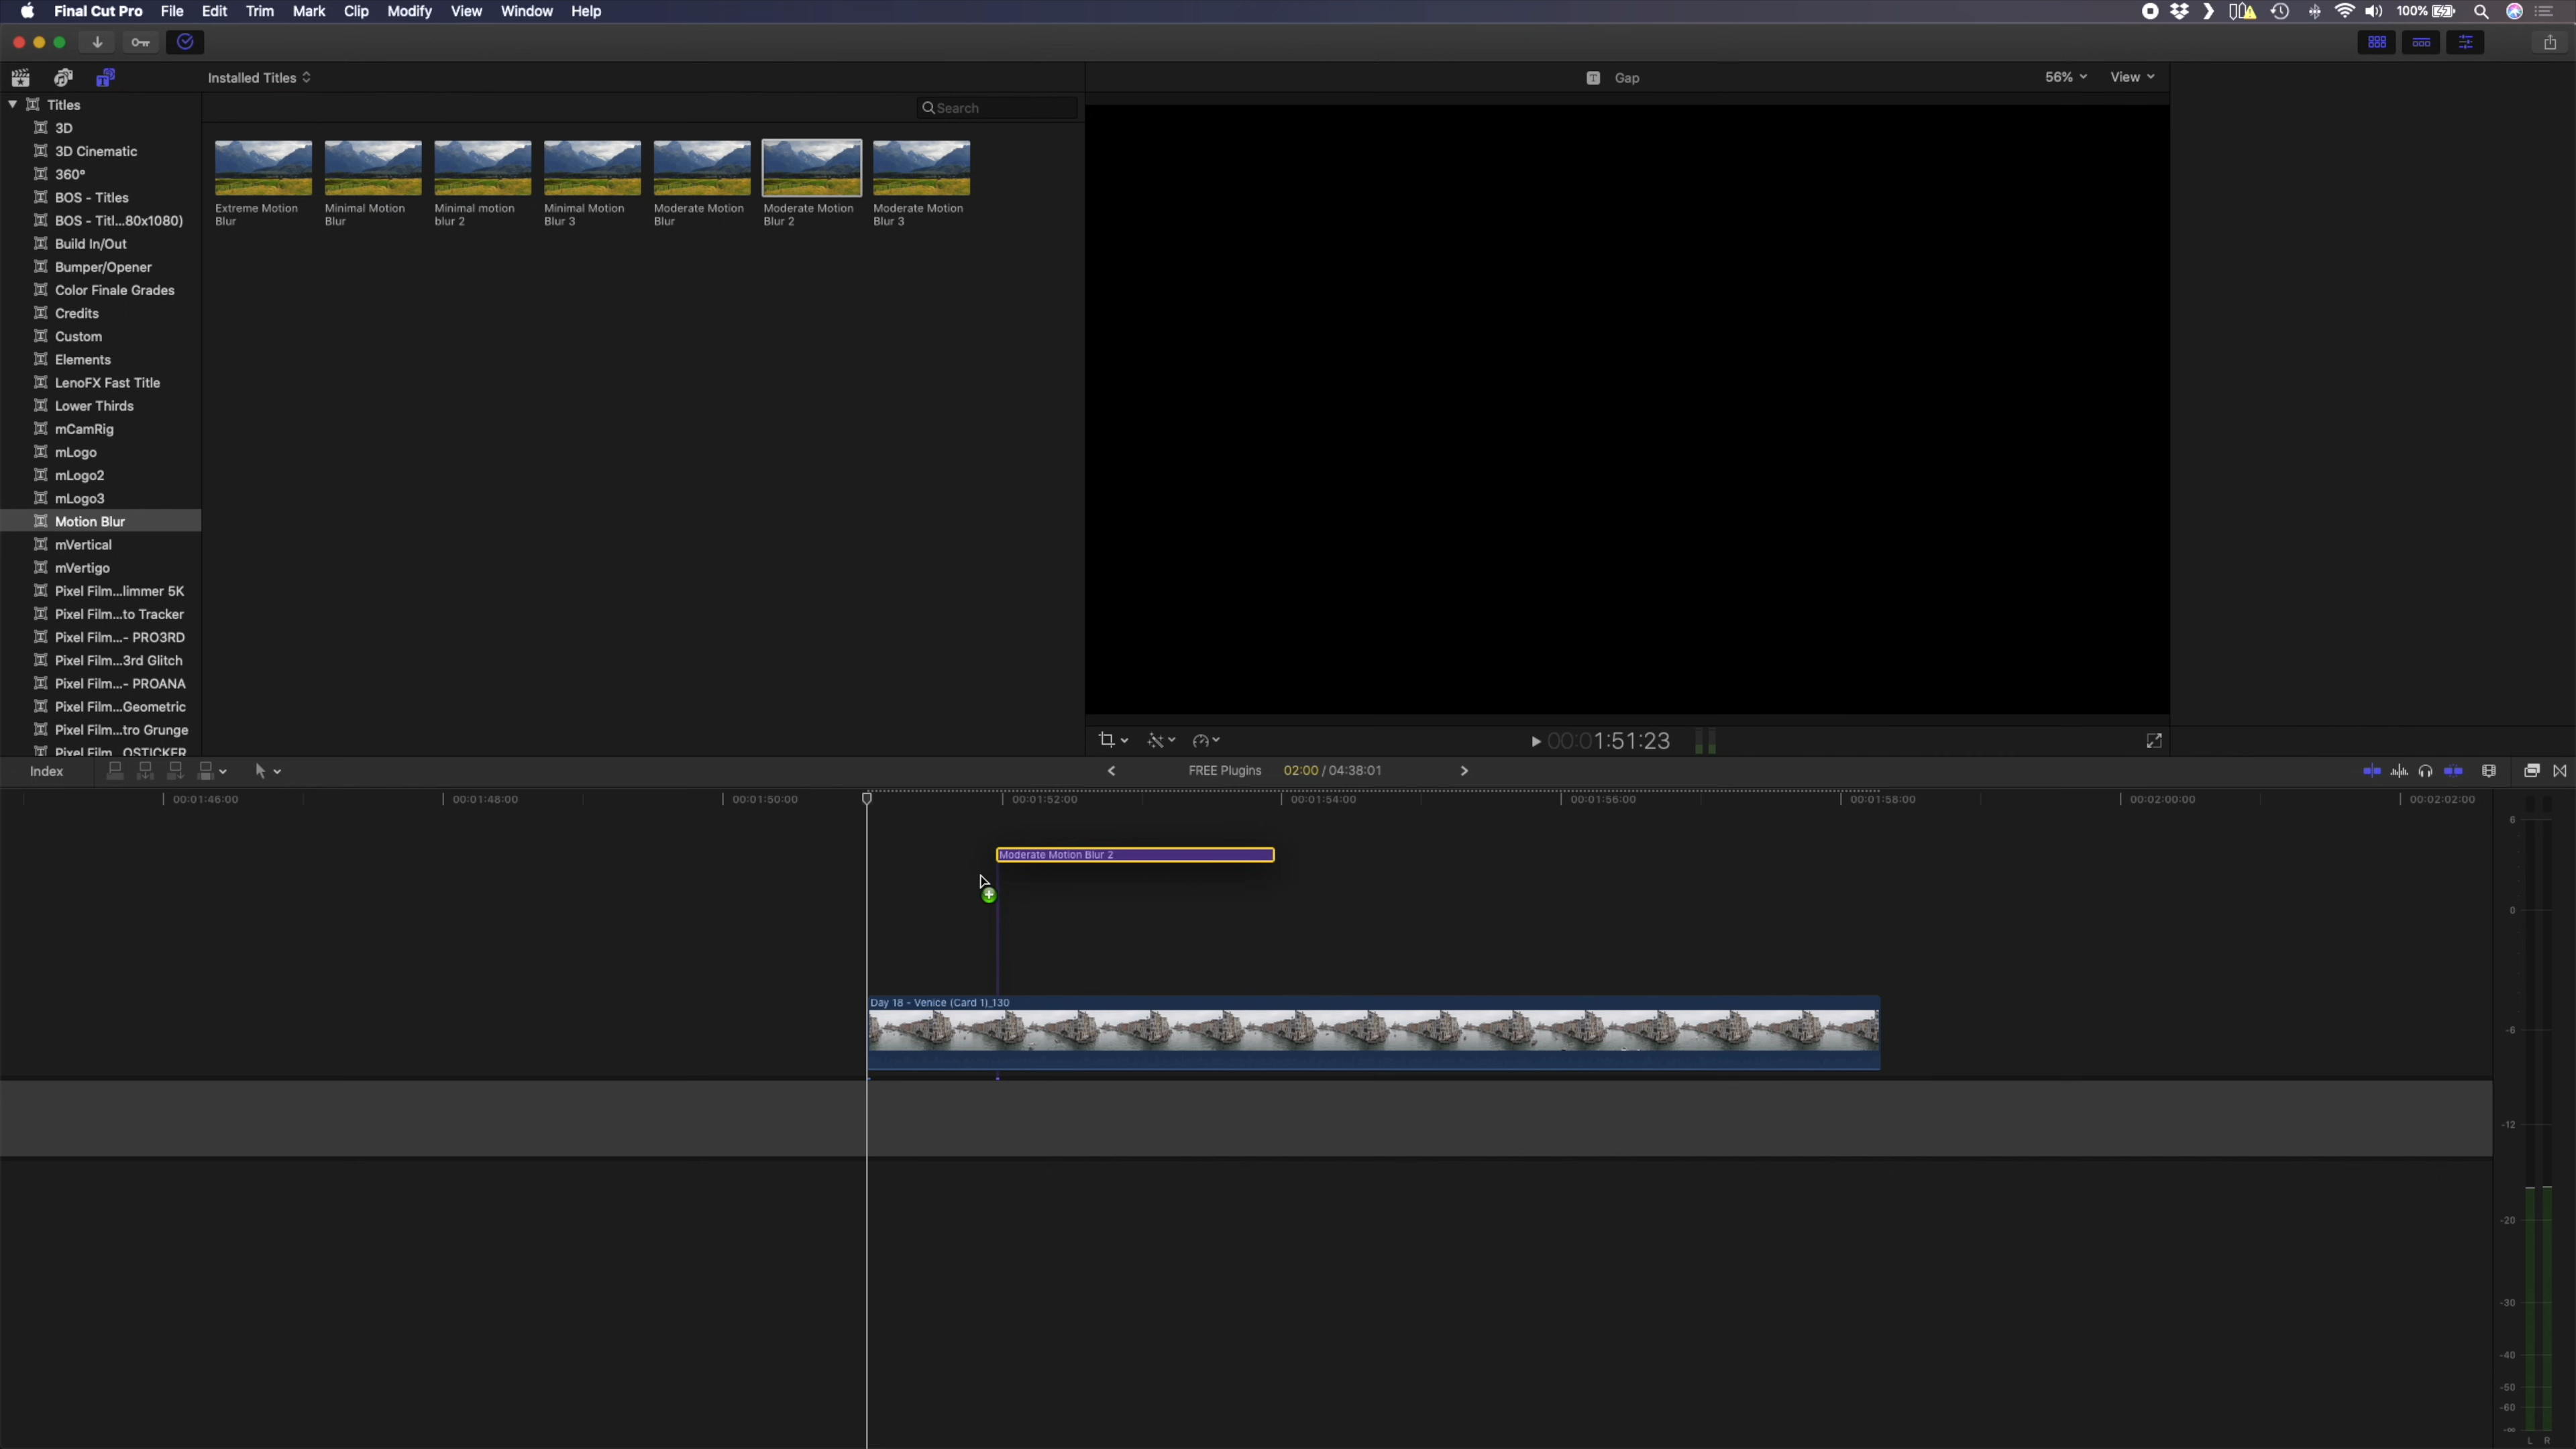 Final Cut Pro File Edit Trim Mark Clip Modify View Window Help 100%
Installed Titles
Gap
56% View
Titles
Search
3D
3D Cinematic
360°
BOS - Titles
BOS - Titl...80x1080)
Build In/Out
Bumper/Opener
Color Finale Grades
Credits
Custom
Elements
LenoFX Fast Title
Lower Thirds
mCamRig
mLogo
mLogo2
mLogo3
Motion Blur
mVertical
mVertigo
Pixel Film...limmer 5K
Pixel Film...to Tracker
Pixel Film...- PRO3RD
Pixel Film...3rd Glitch
Pixel Film...- PROANA
Pixel Film...Geometric
Pixel Film...tro Grunge
Pixel Film...OSTICKER
Extreme Motion
Blur
Minimal Motion
Blur
Minimal motion
blur 2
Minimal Motion
Blur 3
Moderate Motion
Blur
Moderate Motion
Blur 2
Moderate Motion
Blur 3
00:01:51:23
Index
FREE Plugins 02:00 / 04:38:01
00:01:46:00 00:01:48:00 00:01:50:00 00:01:52:00 00:01:54:00 00:01:56:00 00:01:58:00 00:02:00:00 00:02:02:00
Moderate Motion Blur 2
Day 18 - Venice (Card 1)_130
6
0
-6
-12
-20
-30
-40
-50
-60
-∞
L R